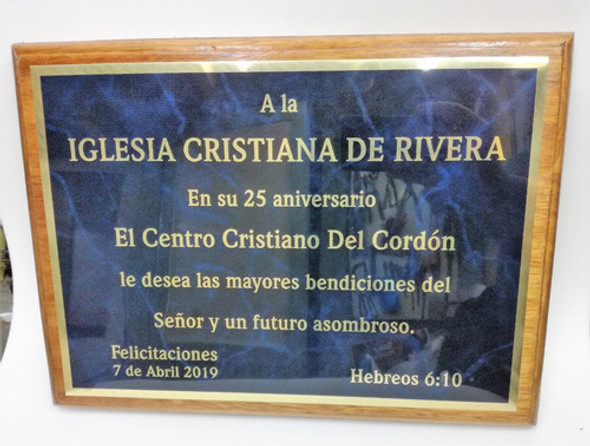 A la
IGLESIA CRISTIANA DE RIVERA
En su 25 aniversario
El Centro Cristiano Del Cordón
le desea las mayores bendiciones del
Señor y un futuro asombroso.
Felicitaciones
7 de Abril 2019
Hebreos 6:10